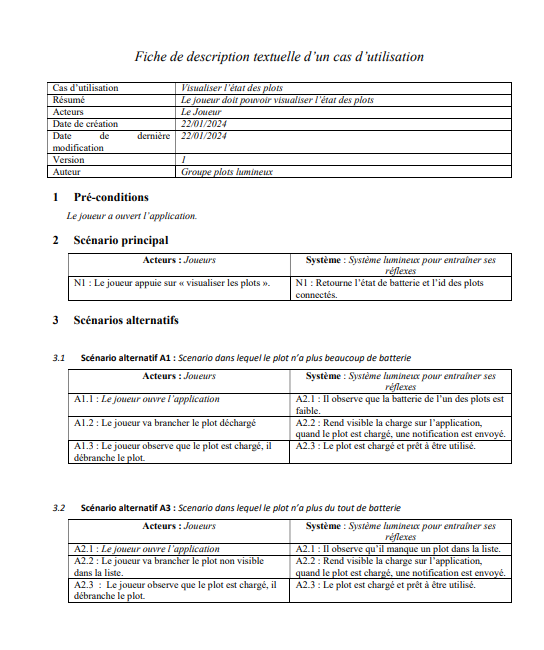 Fiche de description textuelle d'un cas d'utilisation
Cas d'utilisation Visualiser l'état des plots
Résumé Le joueur doit pouvoir visualiser l'état des plots
Acteurs Le Joueur
Date de création 22/01/2024
Date de dernière 22/01/2024
modification
Version 1
Auteur Groupe plots lumineux
1 Pré-conditions
Le joueur a ouvert l'application.
2 Scénario principal
Acteurs : Joueurs Système : Système lumineux pour entraîner ses
réflexes
N1 : Le joueur appuie sur « visualiser les plots ». N1 : Retourne l'état de batterie et l'id des plots
connectés.
3 Scénarios alternatifs
3.1 Scénario alternatif A1 : Scenario dans lequel le plot n'a plus beaucoup de batterie
Acteurs : Joueurs Système : Système lumineux pour entraîner ses
réflexes
A1.1 : Le joueur ouvre l'application A2.1 : Il observe que la batterie de l'un des plots est
faible.
A1.2 : Le joueur va brancher le plot déchargé A2.2 : Rend visible la charge sur l'application,
quand le plot est chargé, une notification est envoyé.
A1.3 : Le joueur observe que le plot est chargé, il A2.3 : Le plot est chargé et prêt à être utilisé.
débranche le plot.
3.2 Scénario alternatif A3 : Scenario dans lequel le plot n'a plus du tout de batterie
Acteurs : Joueurs Système : Système lumineux pour entraîner ses
réflexes
A2.1 : Le joueur ouvre l'application A2.1 : Il observe qu'il manque un plot dans la liste.
A2.2 : Le joueur va brancher le plot non visible A2.2 : Rend visible la charge sur l'application,
dans la liste. quand le plot est chargé, une notification est envoyé.
A2.3 : Le joueur observe que le plot est chargé, il A2.3 : Le plot est chargé et prêt à être utilisé.
débranche le plot.